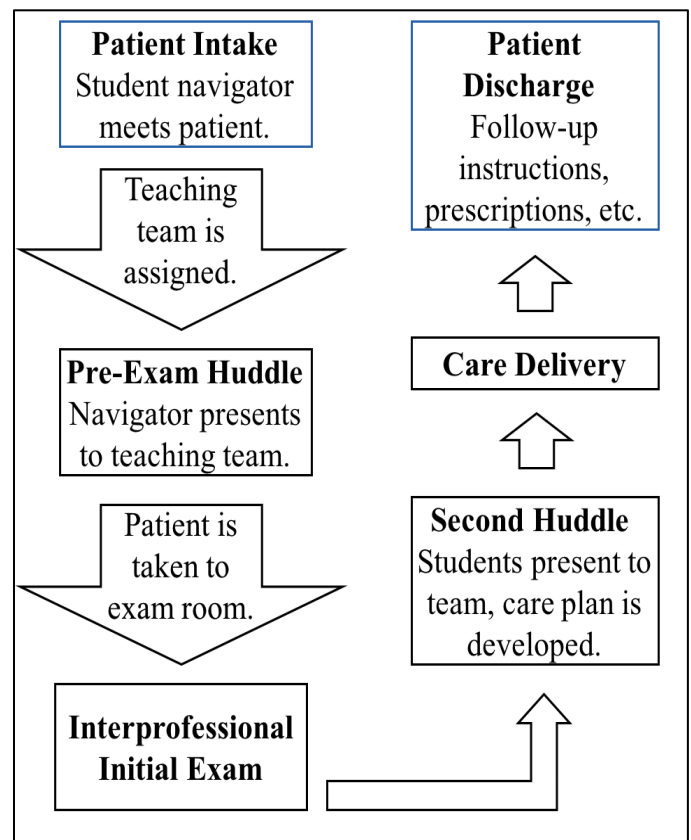 Patient Intake
Student navigator
meets patient.
Teaching
team is
assigned.
Pre-Exam Huddle
Navigator presents
to teaching team.
Patient is
taken to
exam room.
Interprofessional
Initial Exam
Second Huddle
Students present to
team, care plan is
developed.
Care Delivery
Patient
Discharge
Follow-up
instructions,
prescriptions, etc.